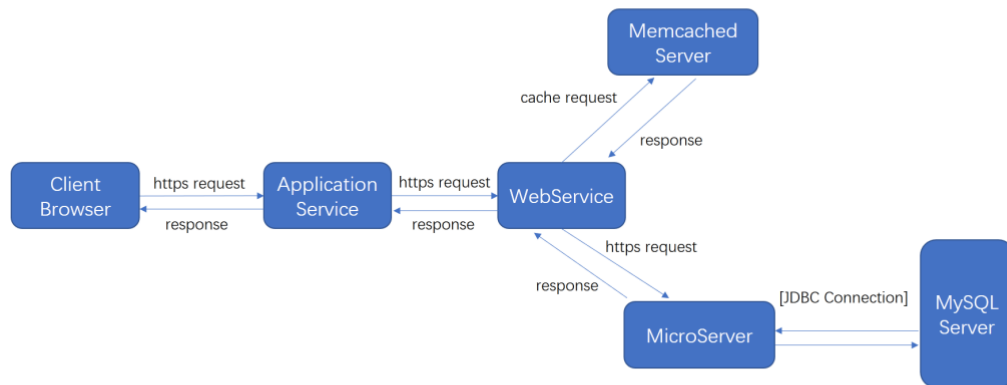 Memcached
Server
cache request
response
Client
Browser
https request
response
Application
Service
https request
response
WebService
https request
response
MicroServer
[JDBC Connection]
MySQL
Server